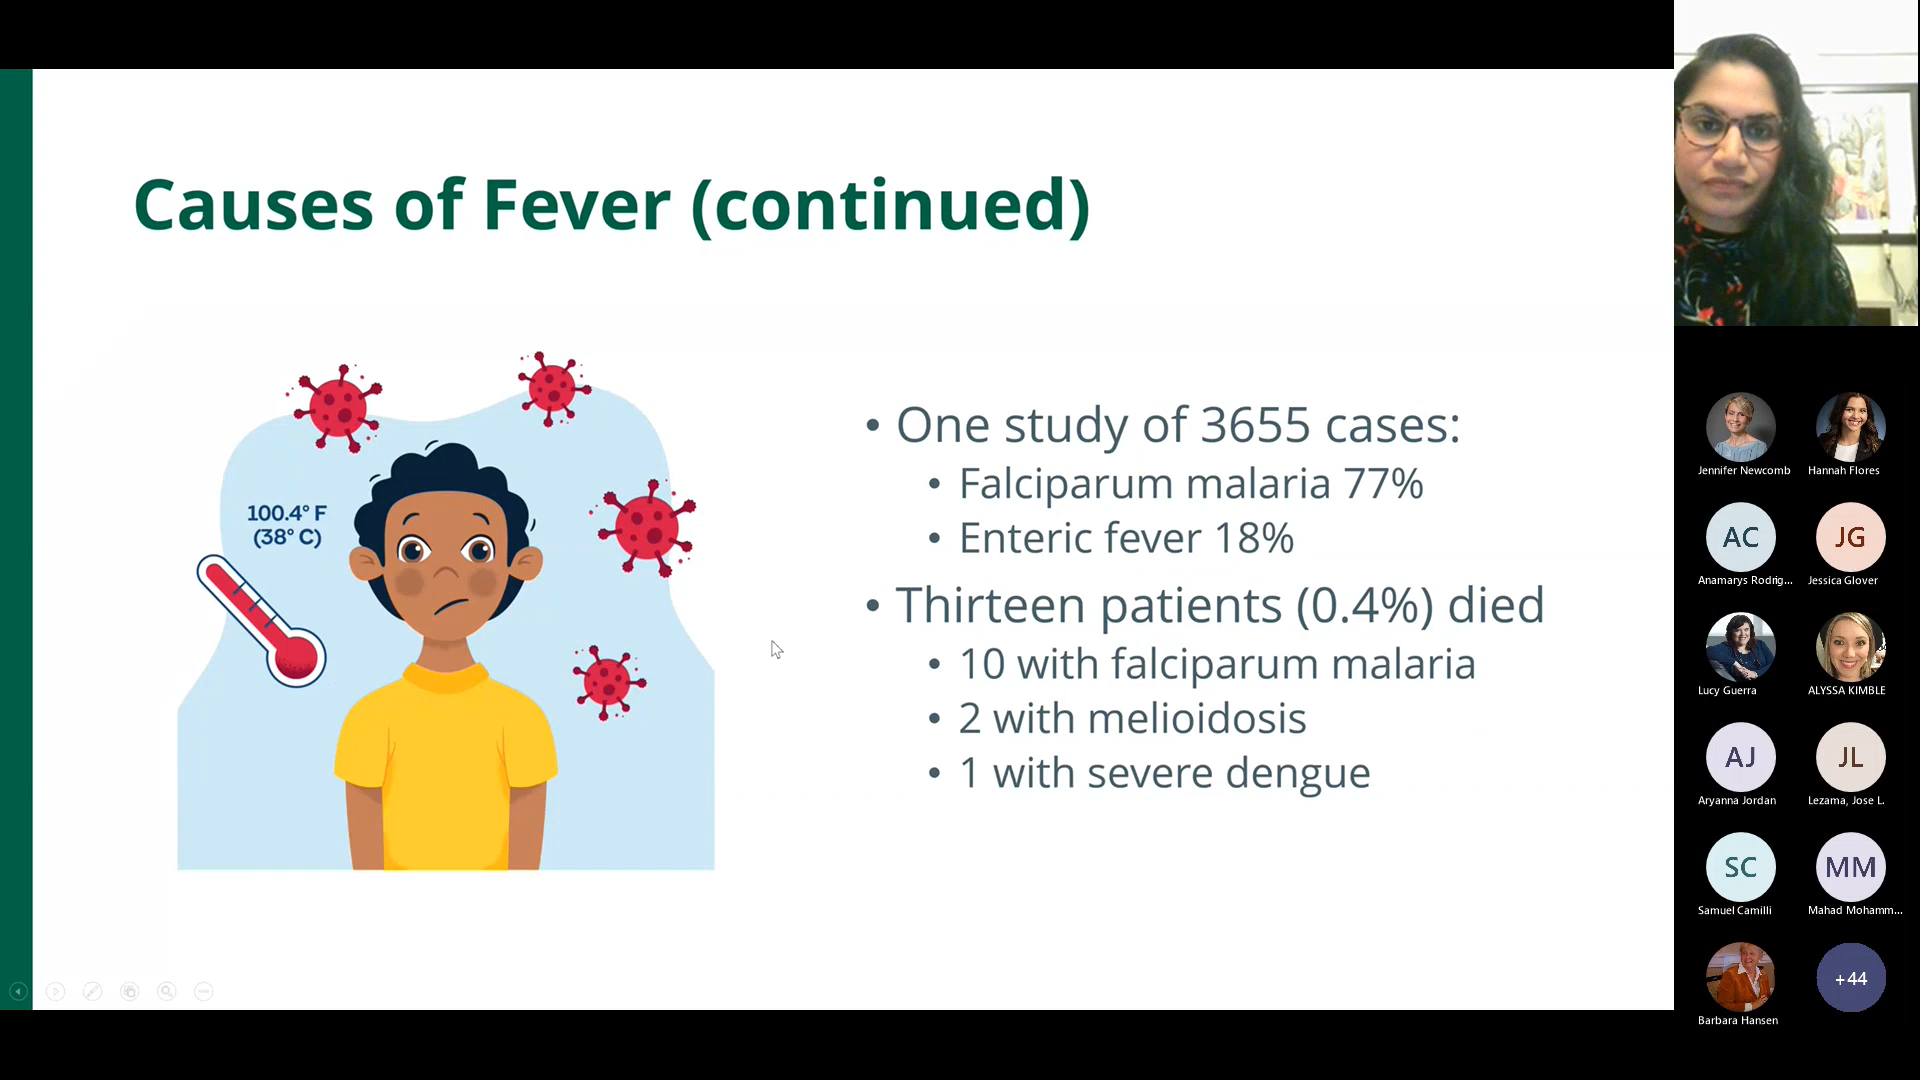 Causes of Fever (continued)
100.4° F
(38° C)
• One study of 3655 cases:
• Falciparum malaria 77%
• Enteric fever 18%
• Thirteen patients (0.4%) died
• 10 with falciparum malaria
• 2 with melioidosis
• 1 with severe dengue
Jennifer Newcomb
Hannah Flores
AC
JG
Anamarys Rodrig...
Jessica Glover
Lucy Guerra
ALYSSA KIMBLE
AJ
JL
Aryanna Jordan
Lezama, Jose L.
SC
MM
Samuel Camilli
Mahad Mohamm...
+44
Barbara Hansen